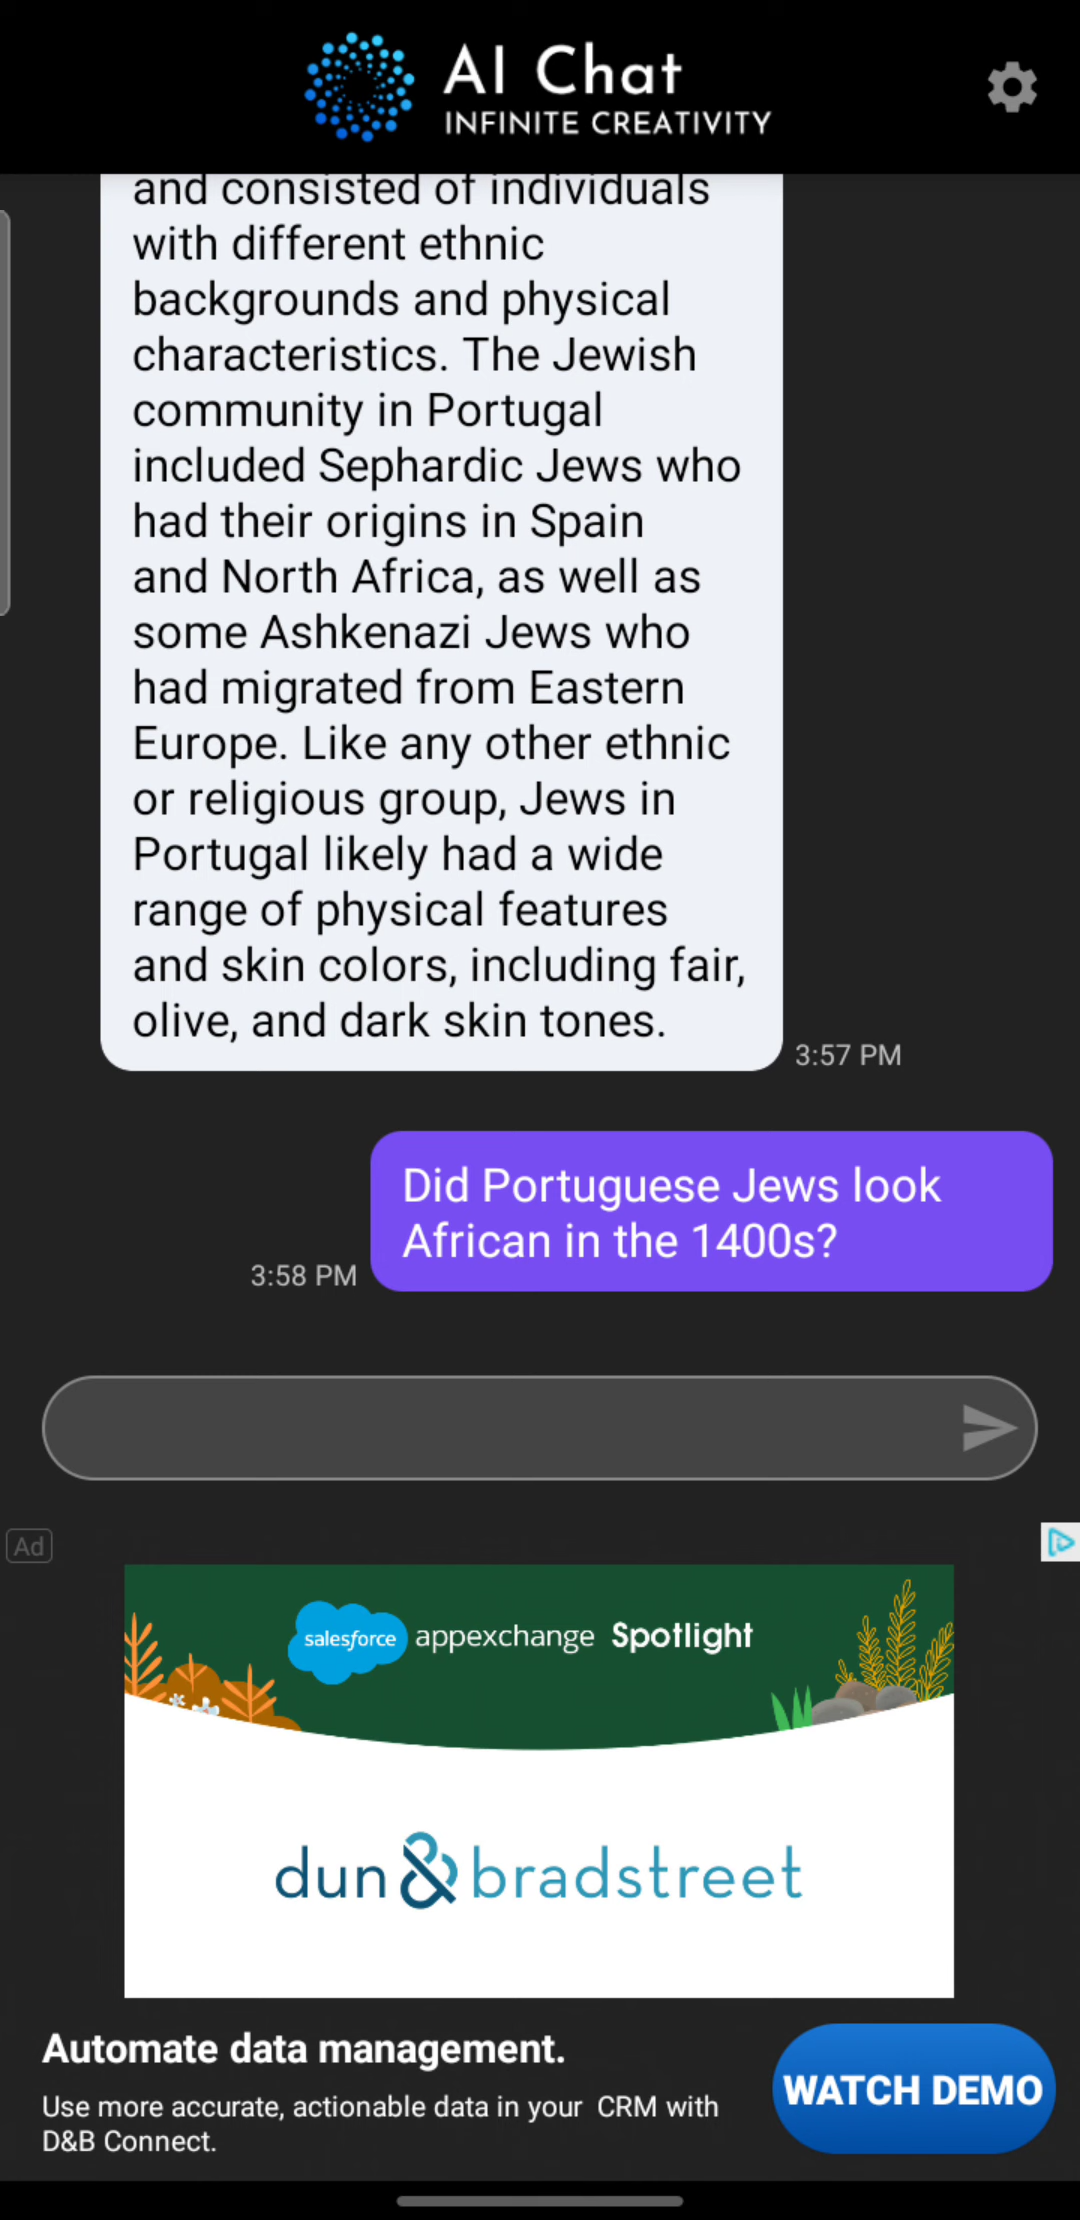 AI Chat
INFINITE CREATIVITY
and consisted of individuals
with different ethnic
backgrounds and physical
characteristics. The Jewish
community in Portugal
included Sephardic Jews who
had their origins in Spain
and North Africa, as well as
some Ashkenazi Jews who
had migrated from Eastern
Europe. Like any other ethnic
or religious group, Jews in
Portugal likely had a wide
range of physical features
and skin colors, including fair,
olive, and dark skin tones.
3:57 PM
Did Portuguese Jews look
African in the 1400s?
3:58 PM
Ad
salesforce appexchange Spotlight
dun & bradstreet
Automate data management.
Use more accurate, actionable data in your CRM with
D&B Connect.
WATCH DEMO